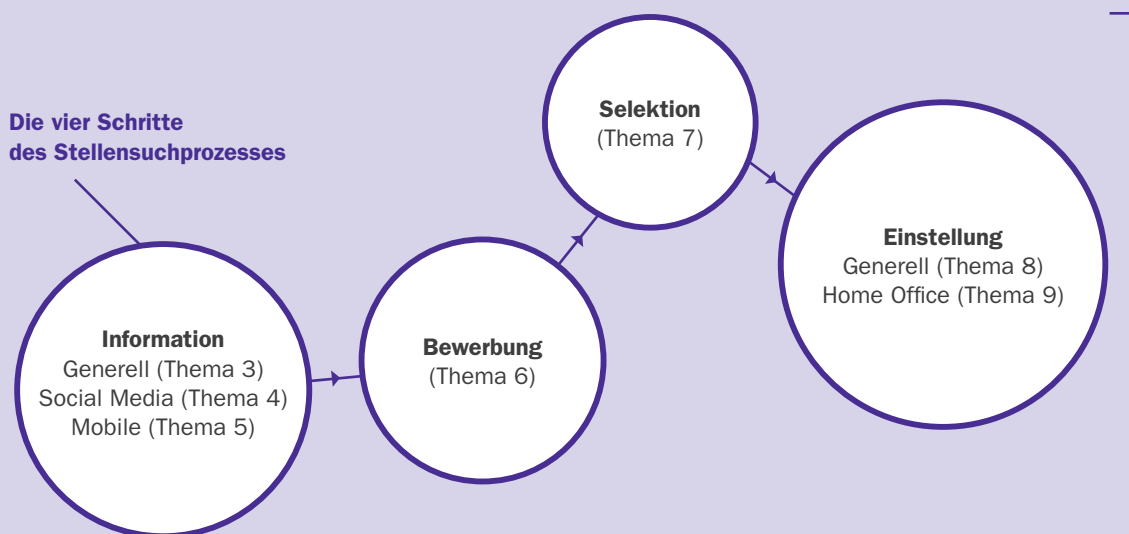 Die vier Schritte
des Stellensuchprozesses
Information
Generell (Thema 3)
Social Media (Thema 4)
Mobile (Thema 5)
Bewerbung
(Thema 6)
Selektion
(Thema 7)
Einstellung
Generell (Thema 8)
Home Office (Thema 9)